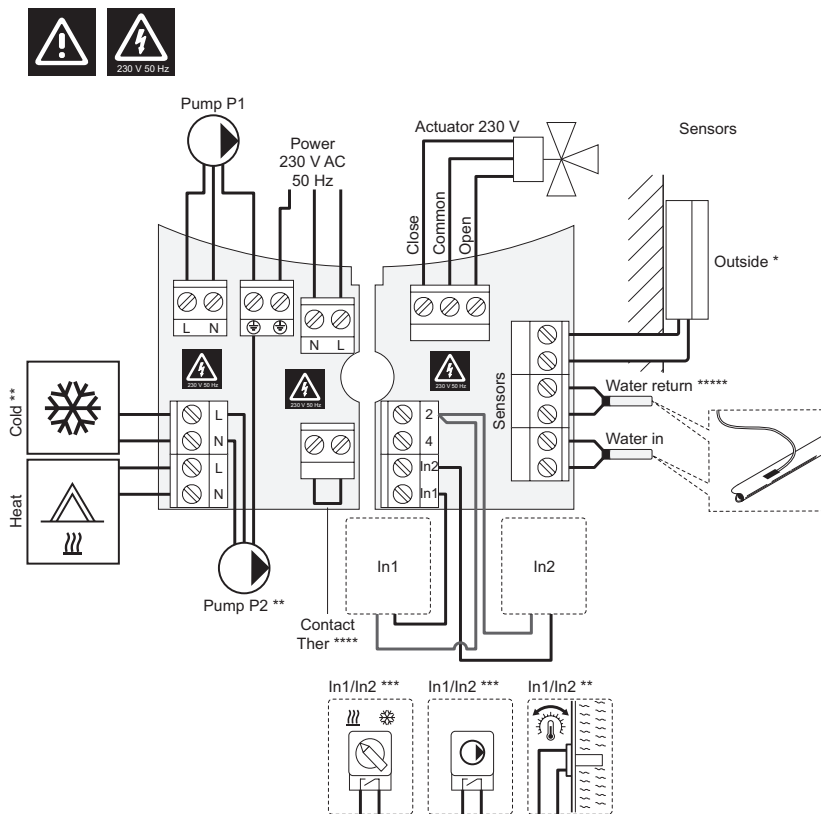 230 V 50 Hz
Pump P1
Power
230 V AC
50 Hz
Actuator 230 V
Sensors
Close
Common
Open
Outside *
L N
N L
230 V 50 Hz
230 V 50 Hz
230 V 50 Hz
Sensors
Water return *****
Water in
Cold **
Heat
L
N
L
N
2
4
In2
In1
In1
In2
Pump P2 **
Contact
Ther ****
In1/In2 ***
In1/In2 ***
In1/In2 **